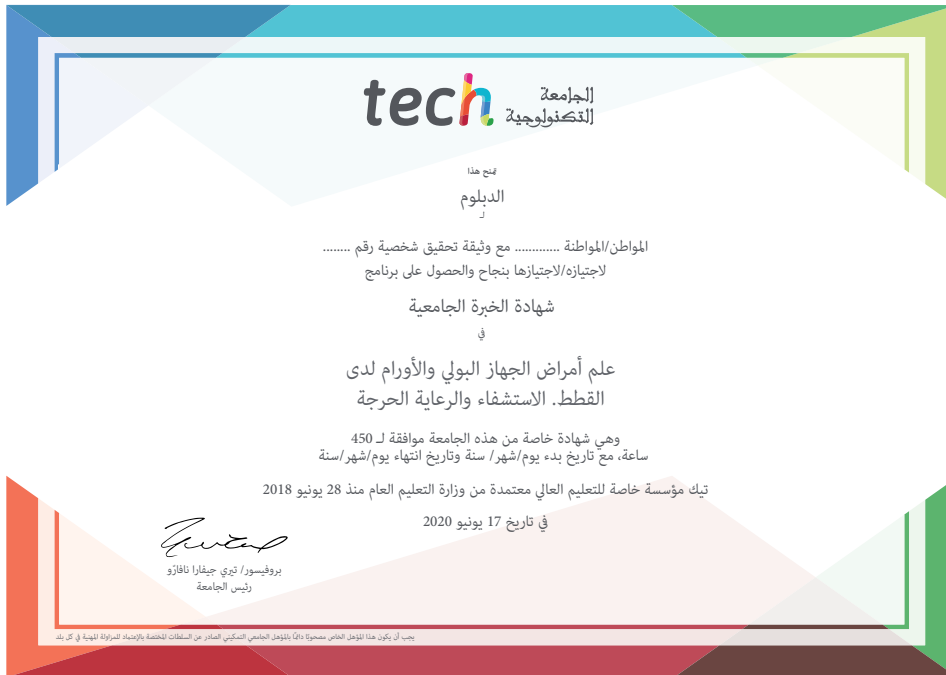 tech الجامعة
التكنولوجية
يمنح هذا
الدبلوم
لـ
المواطن/المواطنة ............. مع وثيقة تحقيق شخصية رقم ........
لاجتيازه/لاجتيازها بنجاح والحصول على برنامج
شهادة الخبرة الجامعية
في
علم أمراض الجهاز البولي والأورام لدى
القطط. الاستشفاء والرعاية الحرجة
وهي شهادة خاصة من هذه الجامعة موافقة لـ 450
ساعة، مع تاريخ بدء يوم/شهر/ سنة وتاريخ انتهاء يوم/شهر/سنة
تيك مؤسسة خاصة للتعليم العالي معتمدة من وزارة التعليم العام منذ 28 يونيو 2018
في تاريخ 17 يونيو 2020
بروفيسور/ تيري جيفارا نافارّو
رئيس الجامعة
يجب أن يكون هذا المؤهل الخاص مصحوبًا دائمًا بالمؤهل الجامعي التمكيني الصادر عن السلطات المختصة بالإعتماد للمزاولة المهنية في كل بلد